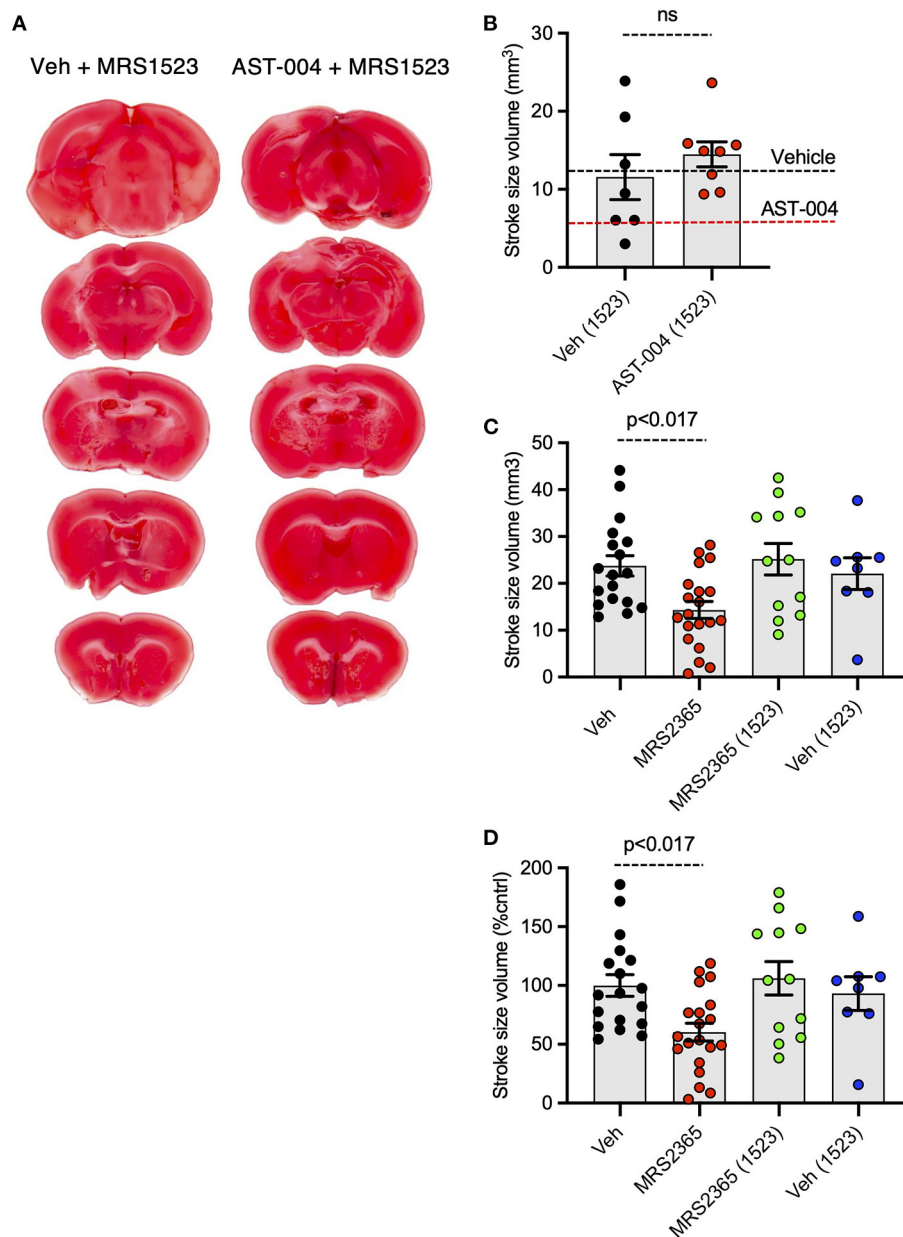 A
Veh + MRS1523
AST-004 + MRS1523
B
ns
Stroke size volume (mm³)
30
20
10
0
Vehicle
AST-004
Veh (1523)
AST-004 (1523)
C
p<0.017
Stroke size volume (mm3)
50
40
30
20
10
0
Veh
MRS2365
MRS2365 (1523)
Veh (1523)
D
p<0.017
Stroke size volume (%cntrl)
200
150
100
50
0
Veh
MRS2365
MRS2365 (1523)
Veh (1523)